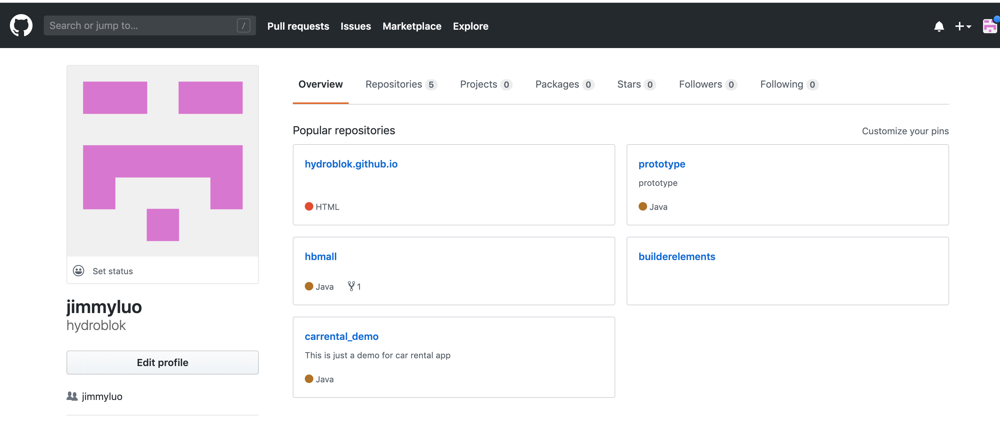 Search or jump to... /
Pull requests Issues Marketplace Explore
Overview Repositories 5 Projects 0 Packages 0 Stars 0 Followers 0 Following 0
Popular repositories
Customize your pins
hydroblok.github.io
HTML
prototype
prototype
Java
hbmall
Java 1
builderelements
carrental_demo
This is just a demo for car rental app
Java
Set status
jimmyluo
hydroblok
Edit profile
jimmyluo